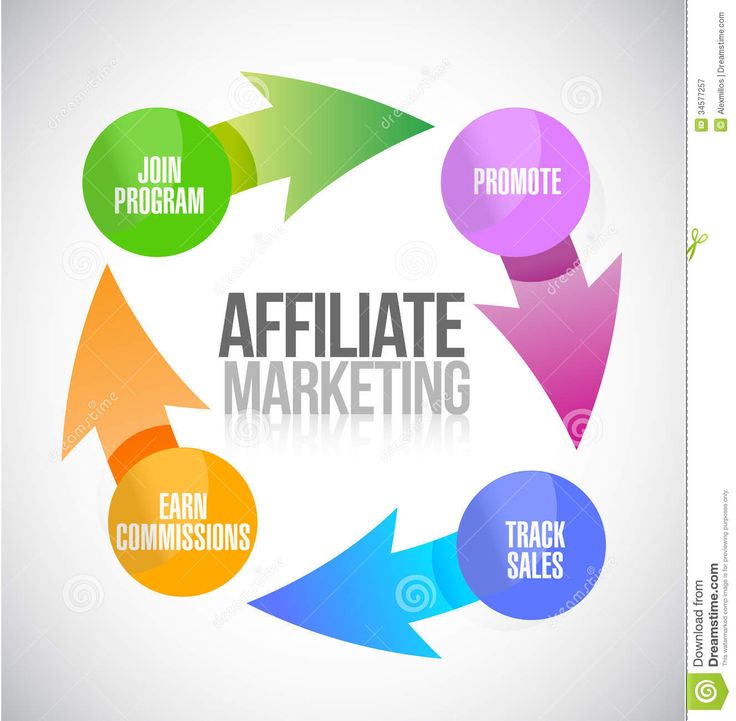 JOIN
PROGRAM
PROMOTE
AFFILIATE
MARKETING
EARN
COMMISSIONS
TRACK
SALES
dreamstime
ID 34577257
© Alexmillos | Dreamstime.com
Download from
Dreamstime.com
This watermarked comp image is for previewing purposes only.